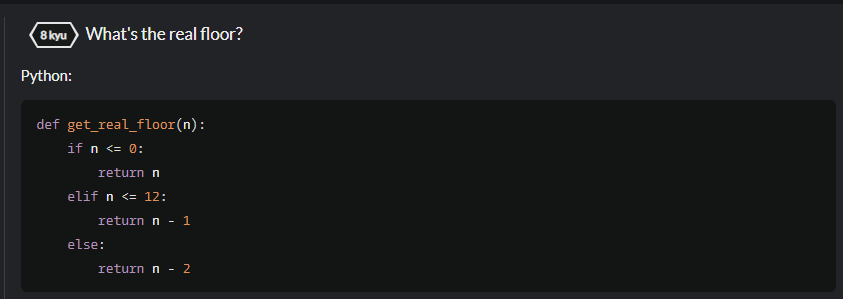 8 kyu What's the real floor?
Python:
def get_real_floor(n):
    if n <= 0:
        return n
    elif n <= 12:
        return n - 1
    else:
        return n - 2